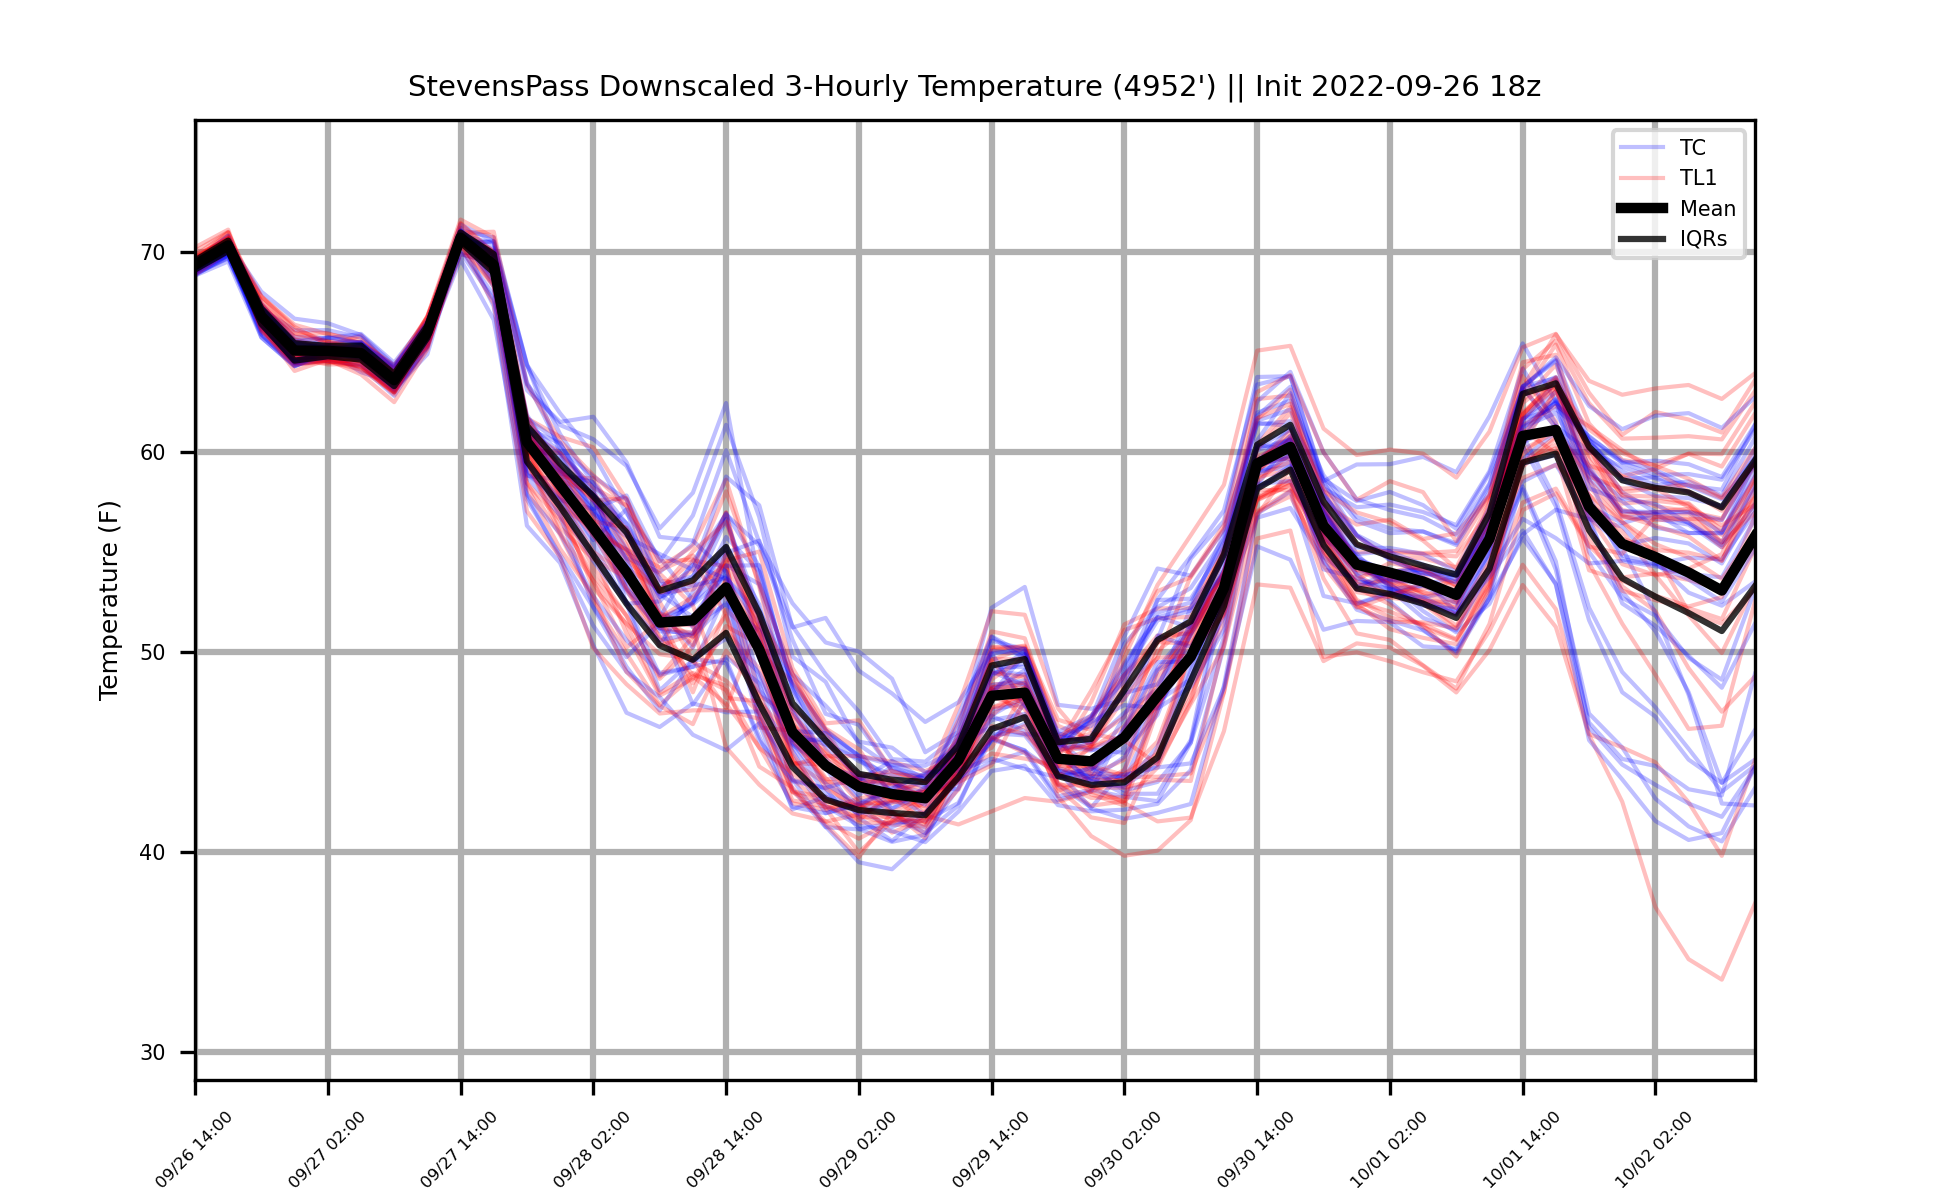 StevensPass Downscaled 3-Hourly Temperature (4952') || Init 2022-09-26 18z
TC
TL1
Mean
IQRs
Temperature (F)
70
60
50
40
30
09/26 14:00
09/27 02:00
09/27 14:00
09/28 02:00
09/28 14:00
09/29 02:00
09/29 14:00
09/30 02:00
09/30 14:00
10/01 02:00
10/01 14:00
10/02 02:00